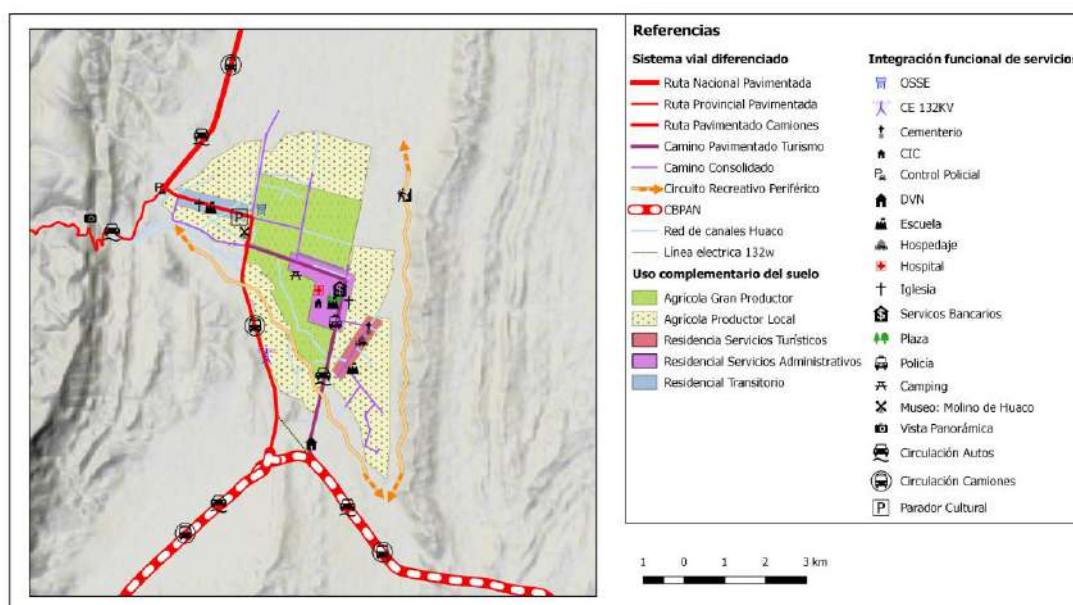 Referencias
Sistema vial diferenciado
Ruta Nacional Pavimentada
Ruta Provincial Pavimentada
Ruta Pavimentado Camiones
Camino Pavimentado Turismo
Camino Consolidado
Circuito Recreativo Periférico
CBPAN
Red de canales Huaco
Línea electrica 132w
Uso complementario del suelo
Agrícola Gran Productor
Agrícola Productor Local
Residencia Servicios Turísticos
Residencial Servicios Administrativos
Residencial Transitorio
Integración funcional de servicios
OSSE
CE 132KV
Cementerio
CIC
Control Policial
DVN
Escuela
Hospedaje
Hospital
Iglesia
Servicos Bancarios
Plaza
Policía
Camping
Museo: Molino de Huaco
Vista Panorámica
Circulación Autos
Circulación Camiones
P Parador Cultural
P
1 0 1 2 3 km